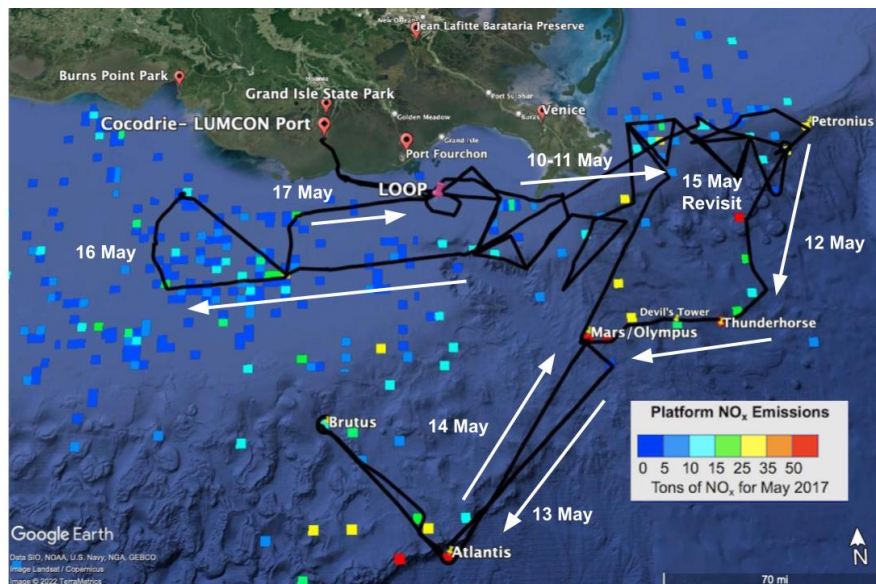 New Orleans
Jean Lafitte Barataria Preserve
Burns Point Park
Houma
Grand Isle State Park
Port Sulphur
Venice
Golden Meadow
Buras
Cocodrie- LUMCON Port
Petronius
Grand Isle
Port Fourchon
10-11 May
17 May
LOOP
15 May
Revisit
16 May
12 May
Devil's Tower
Thunderhorse
Mars/Olympus
Platform NOx Emissions
0 5 10 15 25 35 50
Tons of NOx for May 2017
Brutus
14 May
13 May
Atlantis
Google Earth
Data SIO, NOAA, U.S. Navy, NGA, GEBCO
Image Landsat / Copernicus
Image © 2022 TerraMetrics
N
70 mi